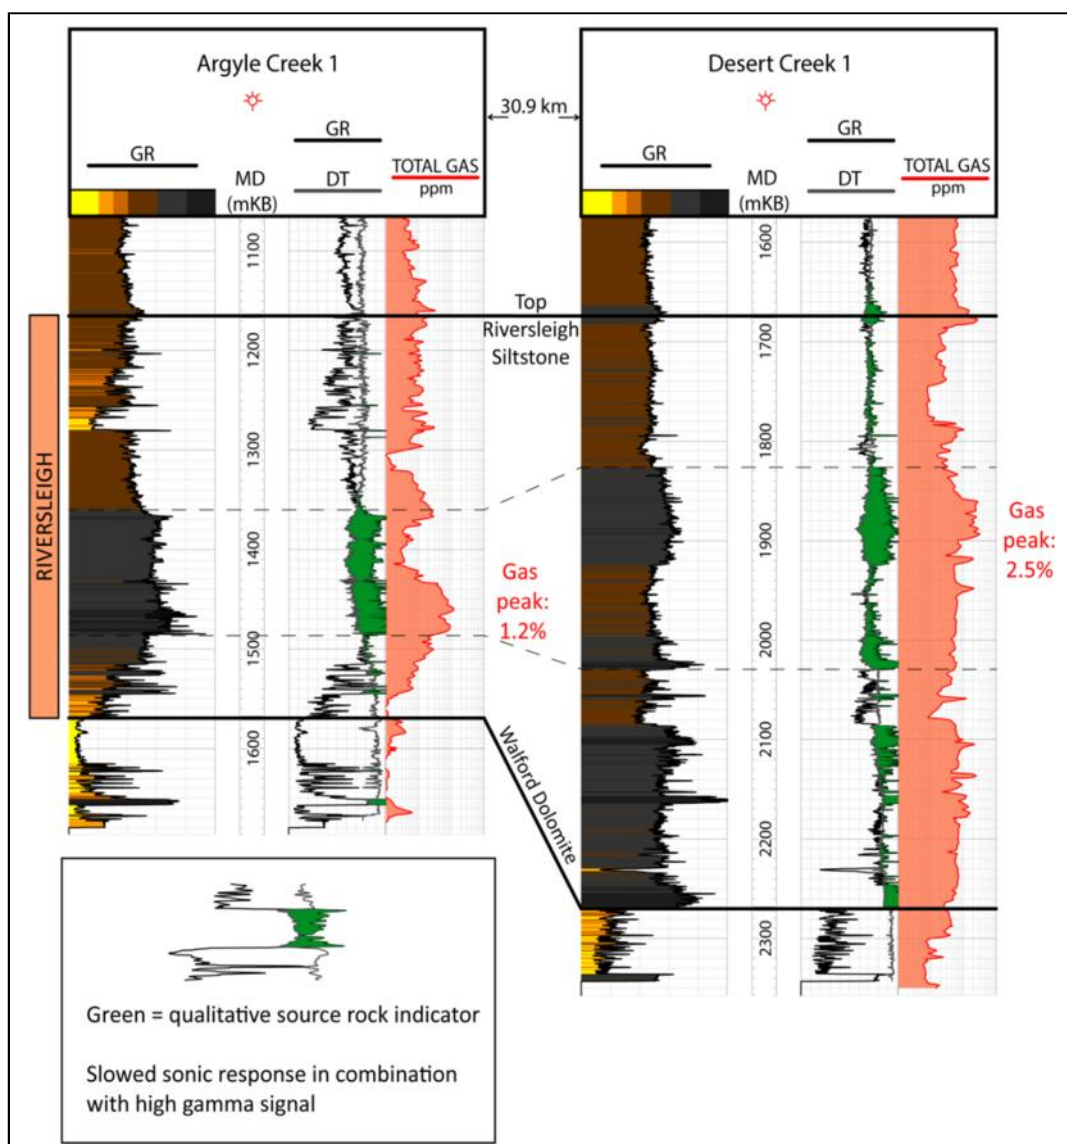 Argyle Creek 1
GR
GR
MD
(mKB)
DT
TOTAL GAS
ppm
30.9 km
Desert Creek 1
GR
GR
MD
(mKB)
DT
TOTAL GAS
ppm
1100
1200
1300
1400
1500
1600
RIVERSLEIGH
Top
Riversleigh
Siltstone
Gas
peak:
1.2%
Walford Dolomite
1600
1700
1800
1900
2000
2100
2200
2300
Gas
peak:
2.5%
Green = qualitative source rock indicator
Slowed sonic response in combination
with high gamma signal